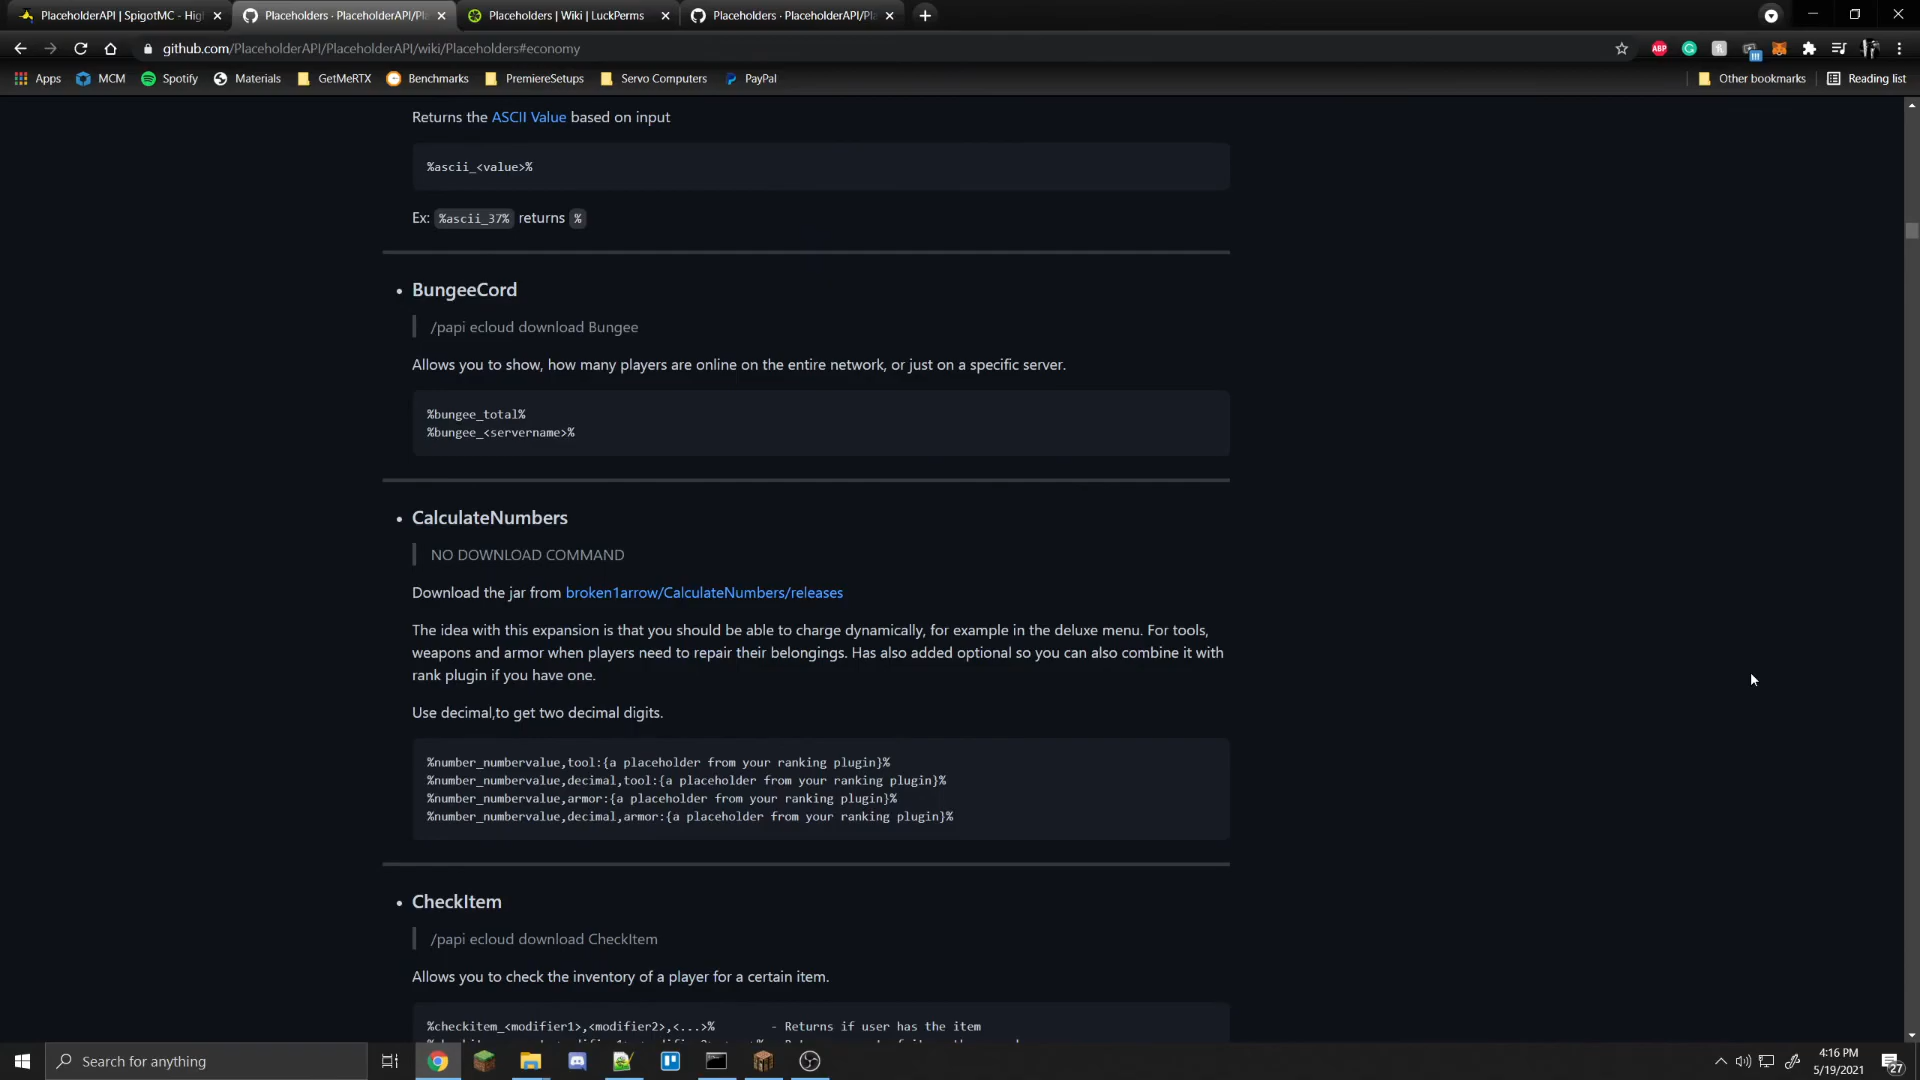 PlaceholderAPI | SpigotMC - Hig
Placeholders · PlaceholderAPI/Pl
Placeholders | Wiki | LuckPerms
Placeholders · PlaceholderAPI/Pl
github.com/PlaceholderAPI/PlaceholderAPI/wiki/Placeholders#economy
ABP
Apps
MCM
Spotify
Materials
GetMeRTX
Benchmarks
PremiereSetups
Servo Computers
PayPal
Other bookmarks
Reading list
Returns the ASCII Value based on input
%ascii_<value>%
Ex: %ascii_37% returns %
• BungeeCord
/papi ecloud download Bungee
Allows you to show, how many players are online on the entire network, or just on a specific server.
%bungee_total%
%bungee_<servername>%
• CalculateNumbers
NO DOWNLOAD COMMAND
Download the jar from broken1arrow/CalculateNumbers/releases
The idea with this expansion is that you should be able to charge dynamically, for example in the deluxe menu. For tools,
weapons and armor when players need to repair their belongings. Has also added optional so you can also combine it with
rank plugin if you have one.
Use decimal,to get two decimal digits.
%number_numbervalue,tool:{a placeholder from your ranking plugin}%
%number_numbervalue,decimal,tool:{a placeholder from your ranking plugin}%
%number_numbervalue,armor:{a placeholder from your ranking plugin}%
%number_numbervalue,decimal,armor:{a placeholder from your ranking plugin}%
• CheckItem
/papi ecloud download CheckItem
Allows you to check the inventory of a player for a certain item.
%checkitem_<modifier1>,<modifier2>,<...>% - Returns if user has the item
Search for anything
4:16 PM
5/19/2021
27